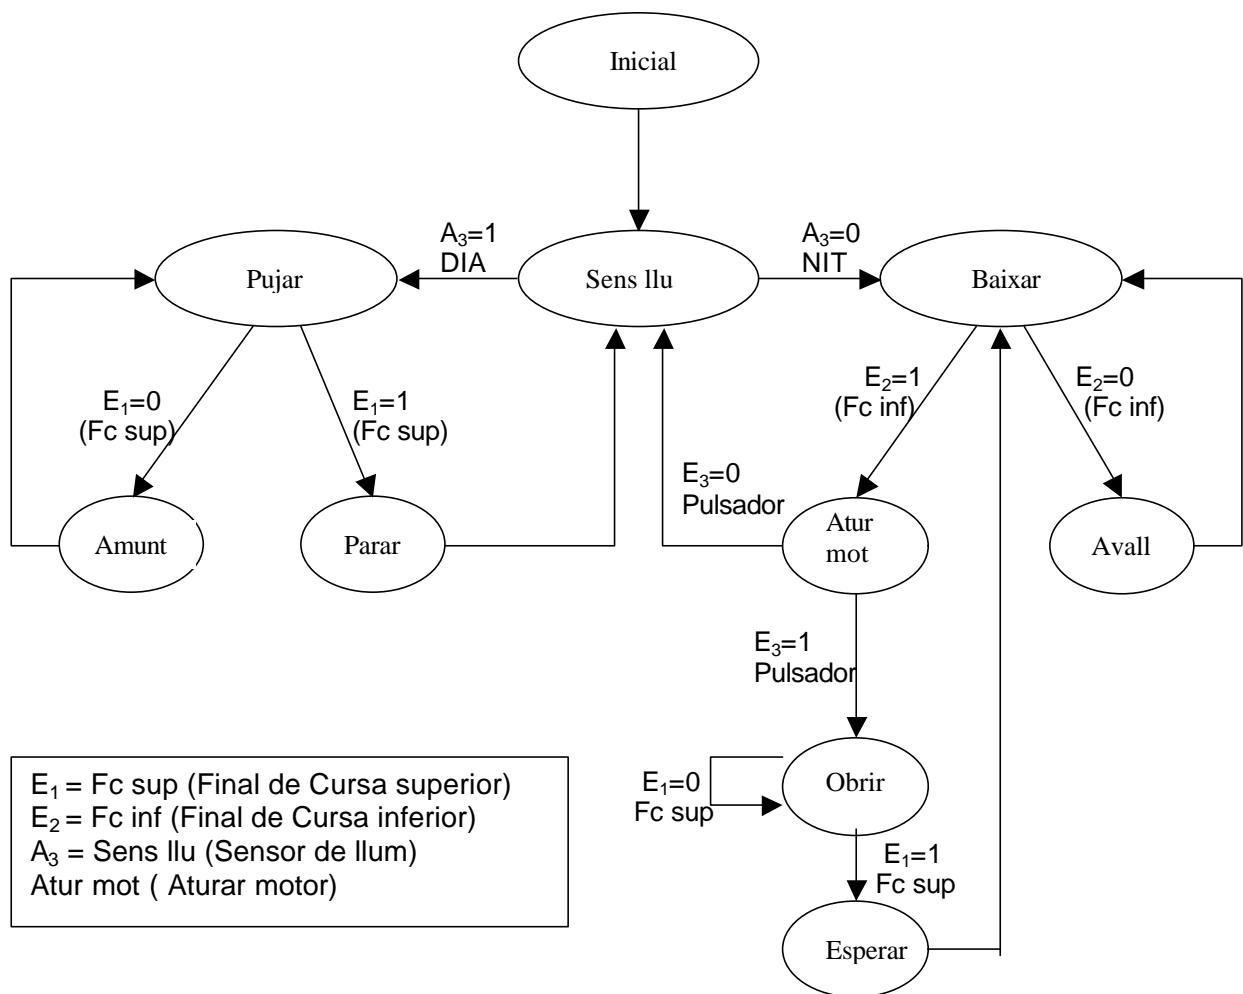 Inicial
A₃=1
DIA
A₃=0
NIT
Pujar
Sens llu
Baixar
E₁=0
(Fc sup)
E₁=1
(Fc sup)
E₂=1
(Fc inf)
E₂=0
(Fc inf)
E₃=0
Pulsador
Amunt
Parar
Atur
mot
Avall
E₃=1
Pulsador
E₁=0
Fc sup
Obrir
E₁=1
Fc sup
Esperar
E₁ = Fc sup (Final de Cursa superior)
E₂ = Fc inf (Final de Cursa inferior)
A₃ = Sens llu (Sensor de llum)
Atur mot ( Aturar motor)